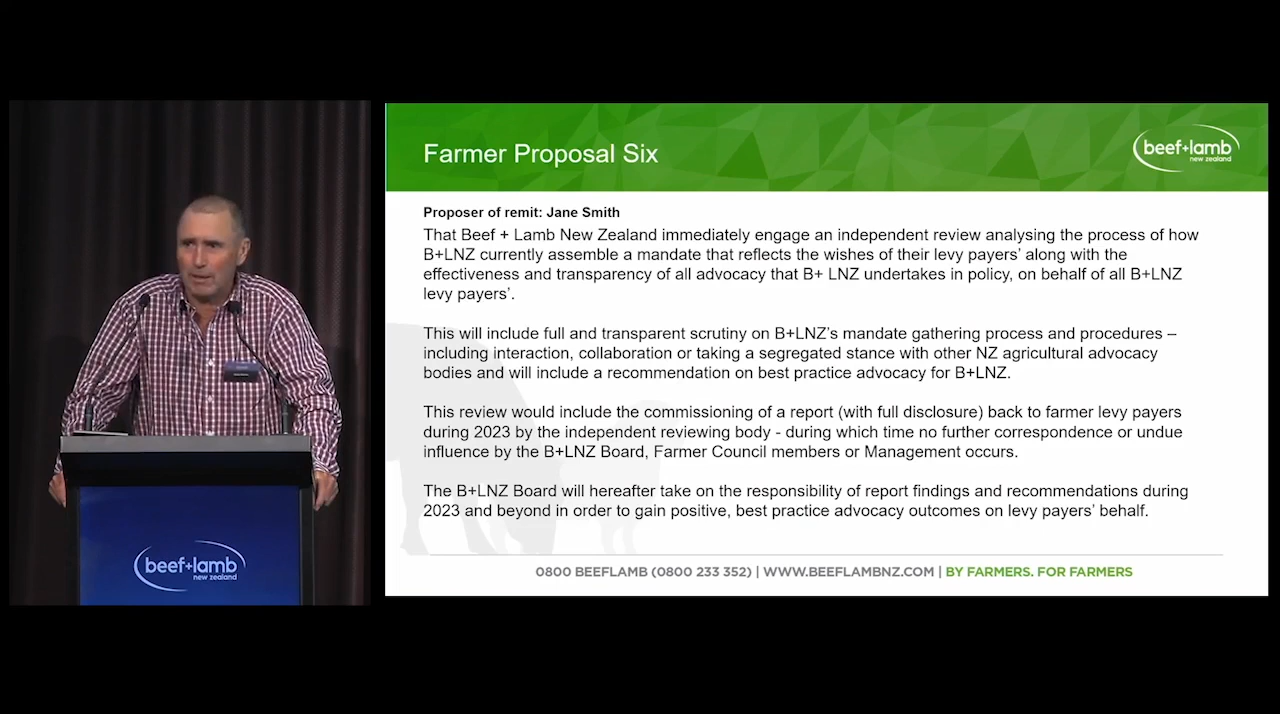 Farmer Proposal Six
beef+lamb
new zealand
Proposer of remit: Jane Smith
That Beef + Lamb New Zealand immediately engage an independent review analysing the process of how
B+LNZ currently assemble a mandate that reflects the wishes of their levy payers’ along with the
effectiveness and transparency of all advocacy that B+ LNZ undertakes in policy, on behalf of all B+LNZ
levy payers’.
This will include full and transparent scrutiny on B+LNZ’s mandate gathering process and procedures –
including interaction, collaboration or taking a segregated stance with other NZ agricultural advocacy
bodies and will include a recommendation on best practice advocacy for B+LNZ.
This review would include the commissioning of a report (with full disclosure) back to farmer levy payers
during 2023 by the independent reviewing body - during which time no further correspondence or undue
influence by the B+LNZ Board, Farmer Council members or Management occurs.
The B+LNZ Board will hereafter take on the responsibility of report findings and recommendations during
2023 and beyond in order to gain positive, best practice advocacy outcomes on levy payers’ behalf.
0800 BEEFLAMB (0800 233 352) | WWW.BEEFLAMBNZ.COM | BY FARMERS. FOR FARMERS
beef+lamb
new zealand